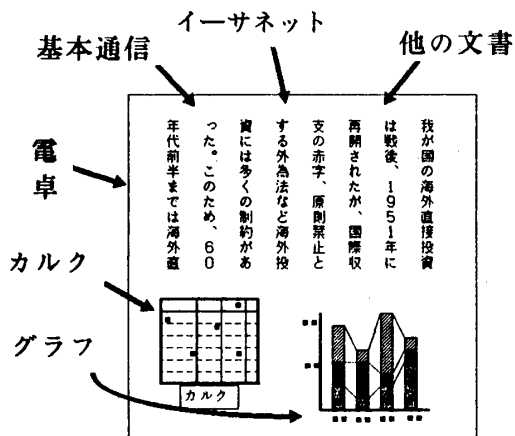 イーサネット
基本通信
他の文書
電卓
カルク
グラフ
我が国の海外直接投資
は戦後、1951年に
再開されたが、国際収
支の赤字、原則禁止と
する外為法など海外投
資には多くの制約があ
った。このため、60
年代前半までは海外直
カルク